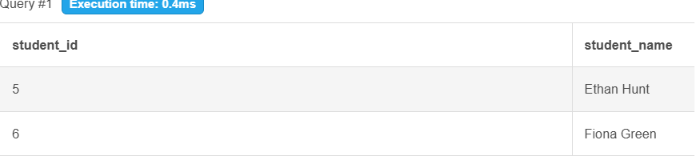 Query #1 Execution time: 0.4ms
student_id student_name
5 Ethan Hunt
6 Fiona Green